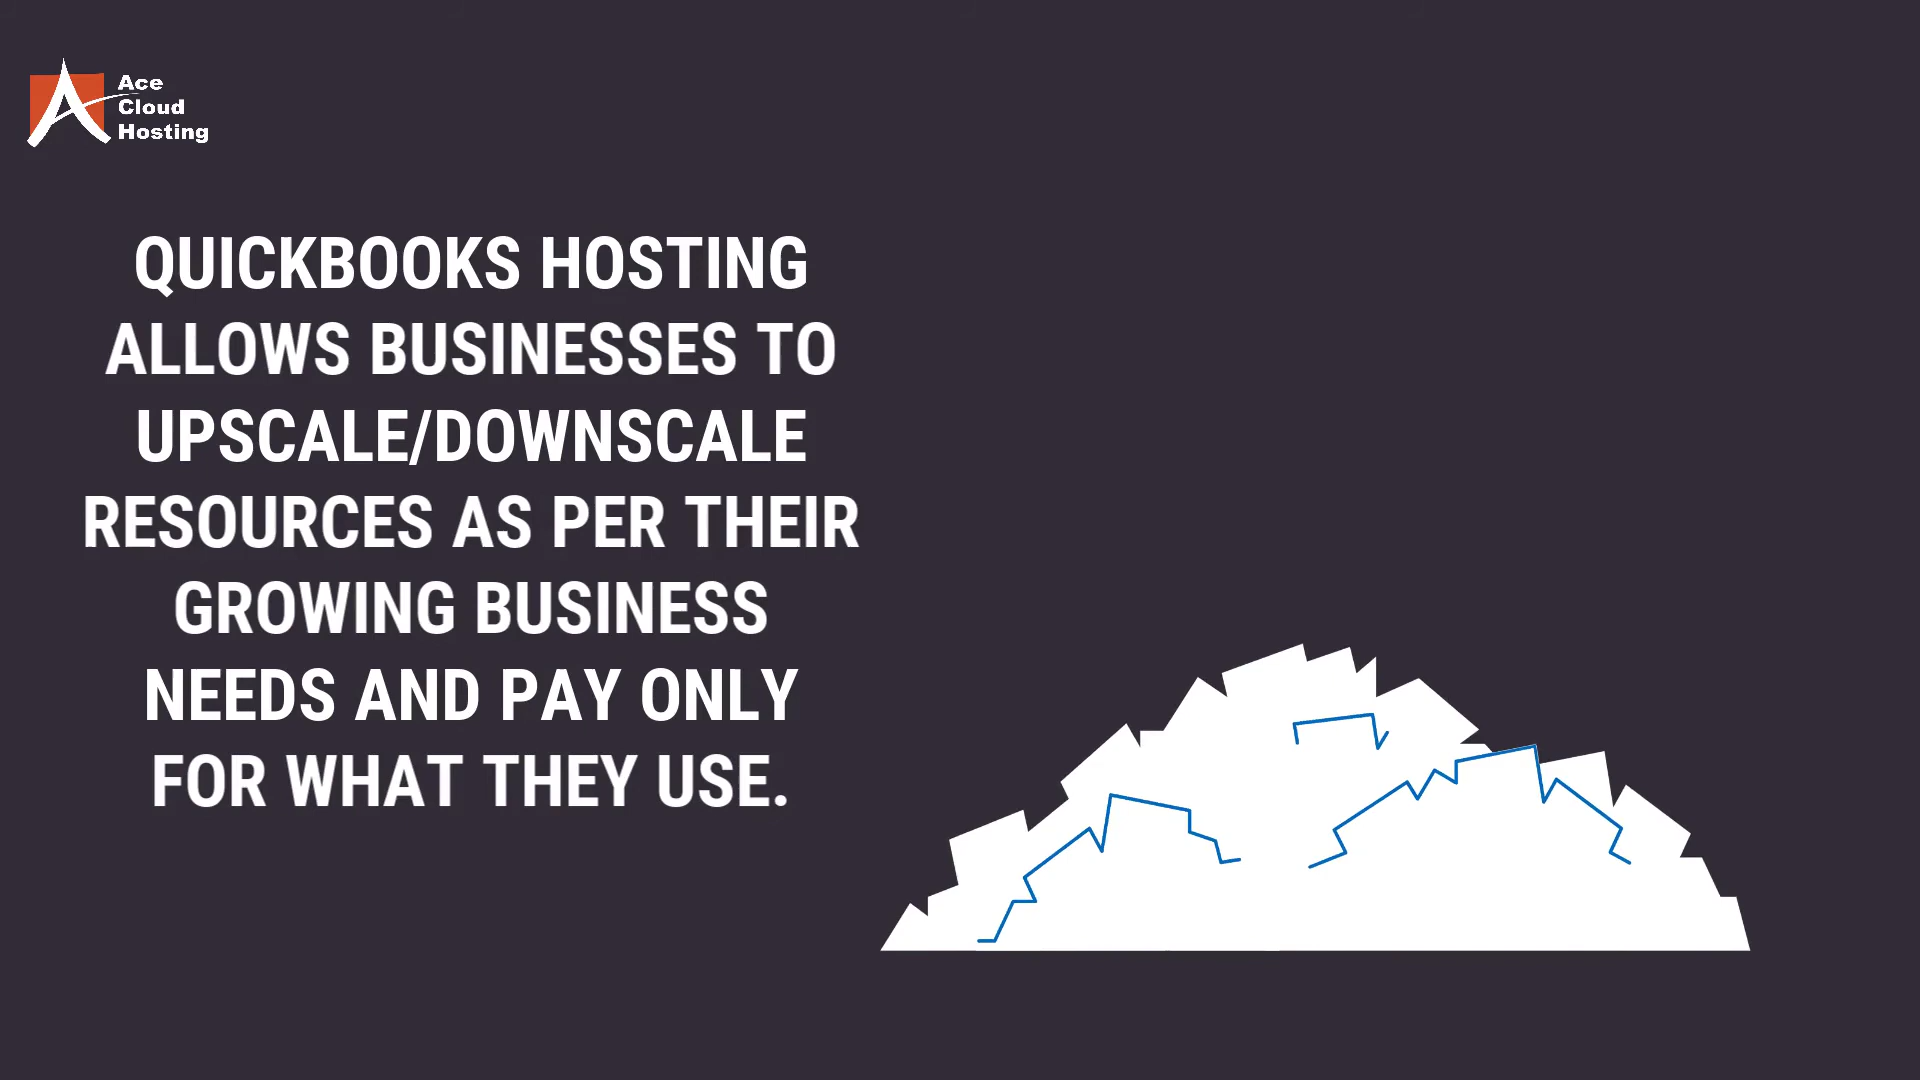 Ace
Cloud
Hosting
QUICKBOOKS HOSTING
ALLOWS BUSINESSES TO
UPSCALE/DOWNSCALE
RESOURCES AS PER THEIR
GROWING BUSINESS
NEEDS AND PAY ONLY
FOR WHAT THEY USE.